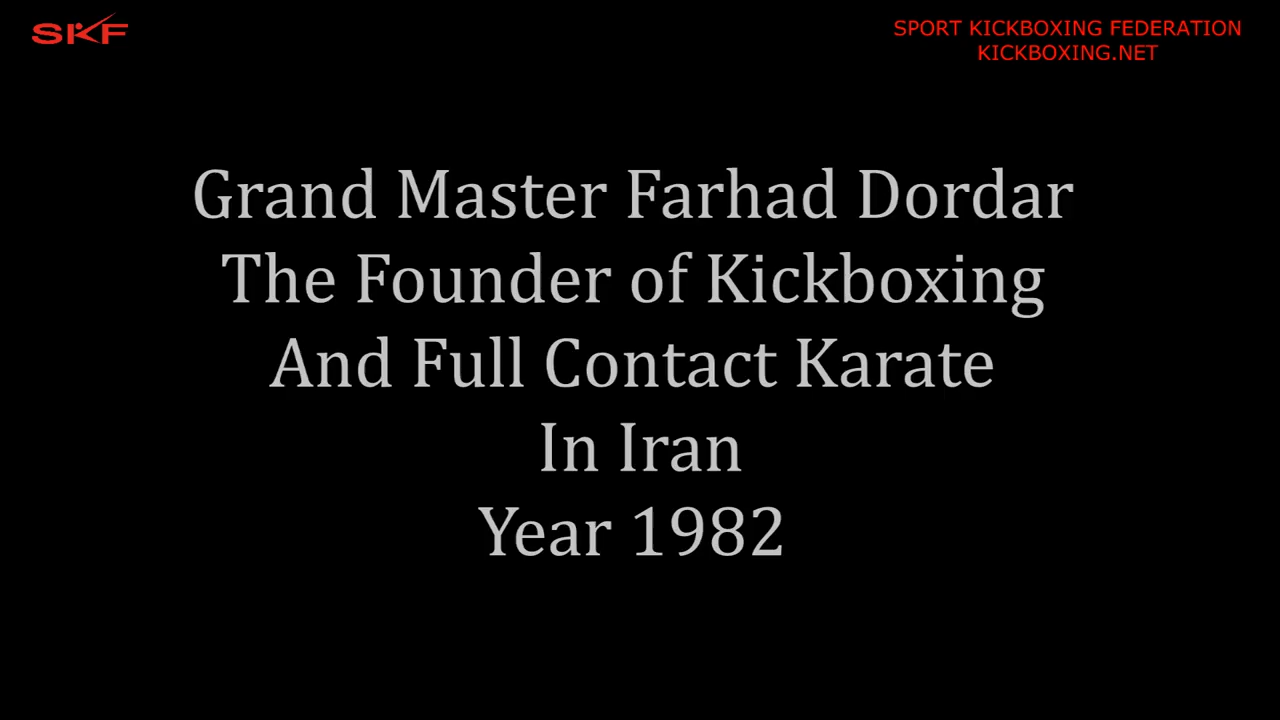 SKF
SPORT KICKBOXING FEDERATION
KICKBOXING.NET
Grand Master Farhad Dordar
The Founder of Kickboxing
And Full Contact Karate
In Iran
Year 1982